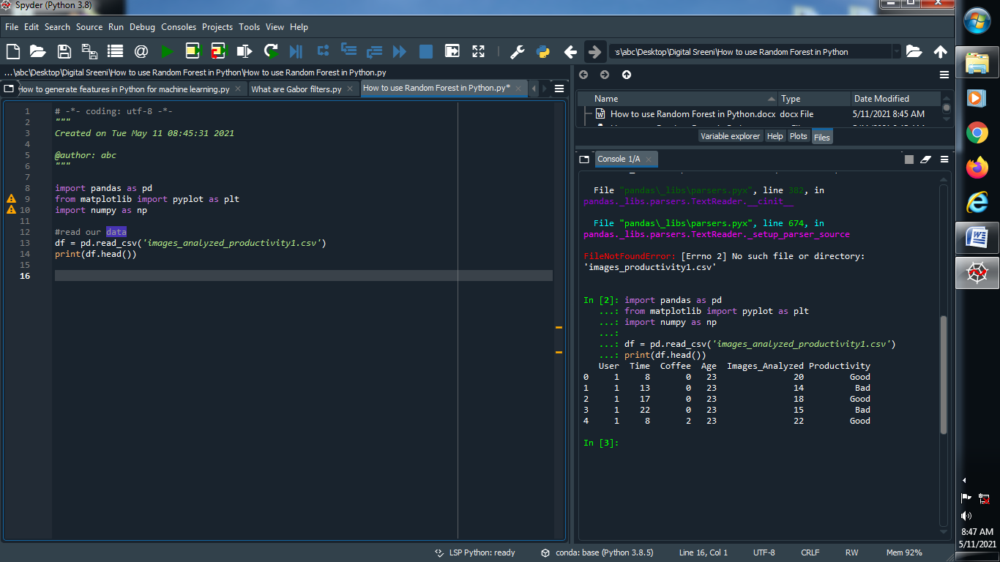 Spyder (Python 3.8)
File Edit Search Source Run Debug Consoles Projects Tools View Help
:s\abc\Desktop\Digital Sreeni\How to use Random Forest in Python
...\abc\Desktop\Digital Sreeni\How to use Random Forest in Python\How to use Random Forest in Python.py
How to generate features in Python for machine learning.py What are Gabor filters.py How to use Random Forest in Python.py*
1 # -*- coding: utf-8 -*-
2 """
3 Created on Tue May 11 08:45:31 2021
4
5 @author: abc
6 """
7
8 import pandas as pd
9 from matplotlib import pyplot as plt
10 import numpy as np
11
12 #read our data
13 df = pd.read_csv('images_analyzed_productivity1.csv')
14 print(df.head())
15
16
Name Type Date Modified
How to use Random Forest in Python.docx docx File 5/11/2021 8:45 AM
Variable explorer Help Plots Files
Console 1/A
File "pandas\_libs\parsers.pyx", line 382, in
pandas._libs.parsers.TextReader.__cinit__
File "pandas\_libs\parsers.pyx", line 674, in
pandas._libs.parsers.TextReader._setup_parser_source
FileNotFoundError: [Errno 2] No such file or directory:
'images_productivity1.csv'
In [2]: import pandas as pd
...: from matplotlib import pyplot as plt
...: import numpy as np
...:
...: df = pd.read_csv('images_analyzed_productivity1.csv')
...: print(df.head())
User Time Coffee Age Images_Analyzed Productivity
0 1 8 0 23 20 Good
1 1 13 0 23 14 Bad
2 1 17 0 23 18 Good
3 1 22 0 23 15 Bad
4 1 8 2 23 22 Good
In [3]:
LSP Python: ready conda: base (Python 3.8.5) Line 16, Col 1 UTF-8 CRLF RW Mem 92%
8:47 AM
5/11/2021